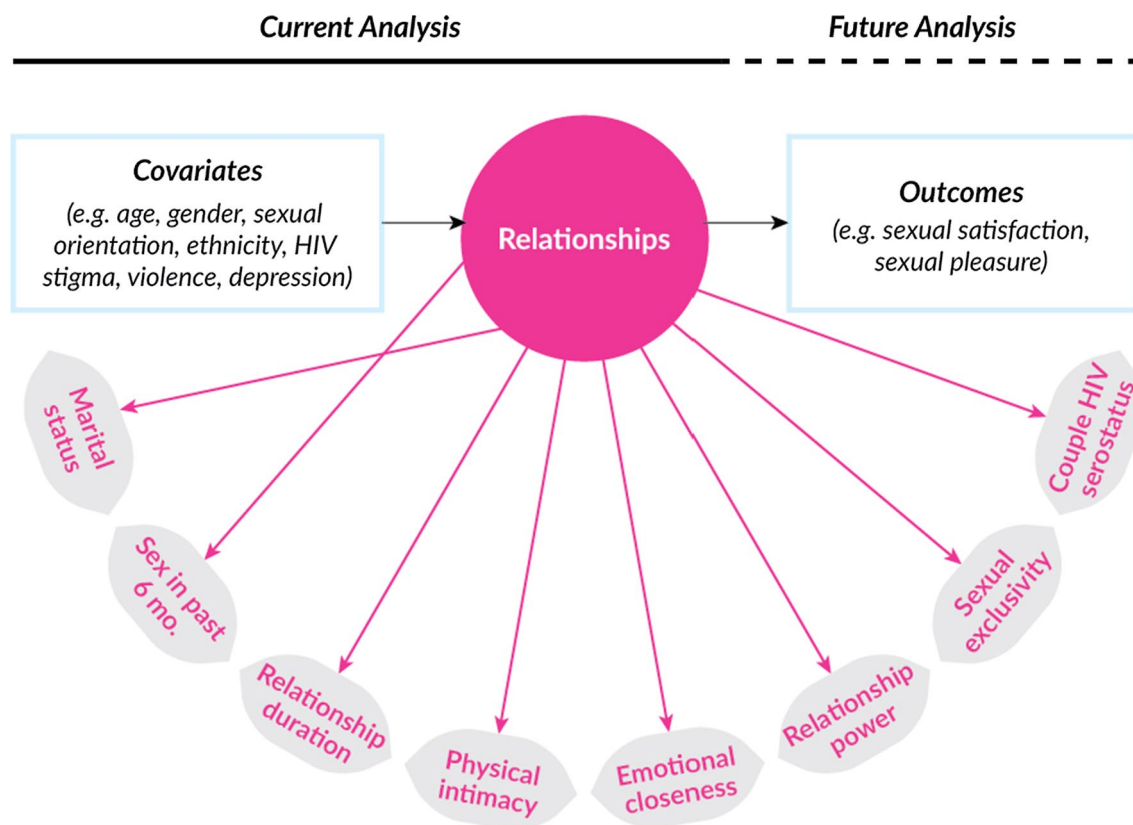 Current Analysis
Future Analysis
Covariates
(e.g. age, gender, sexual
orientation, ethnicity, HIV
stigma, violence, depression)
Relationships
Outcomes
(e.g. sexual satisfaction,
sexual pleasure)
Marital
status
Sex in past
6 mo.
Relationship
duration
Physical
intimacy
Emotional
closeness
Relationship
power
Sexual
exclusivity
Couple HIV
serostatus